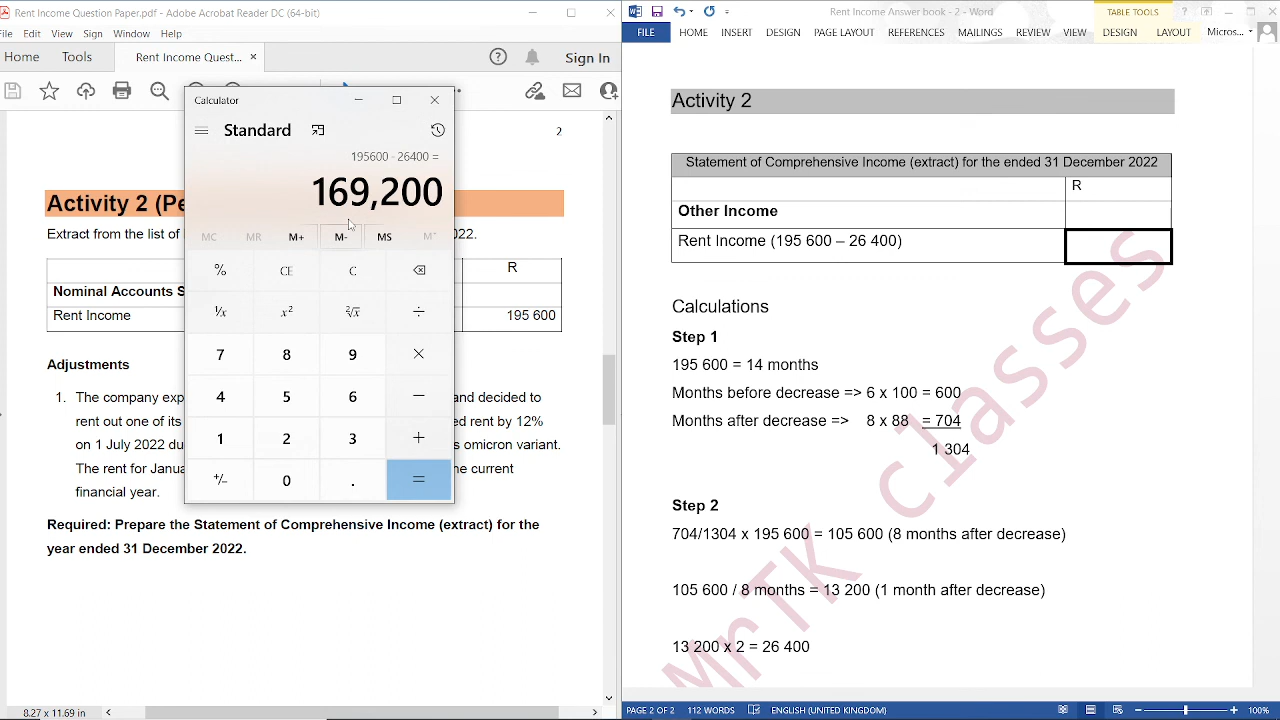 Rent Income Question Paper.pdf - Adobe Acrobat Reader DC (64-bit)
File Edit View Sign Window Help
Home Tools Rent Income Quest... × Sign In
Calculator
Standard
195600 - 26400 =
169,200
MC MR M+ M- MS M˅
% CE C
¹/x x² ²√x ÷
7 8 9 ×
4 5 6 −
1 2 3 +
+/− 0 . =
2
Activity 2 (Pe
Extract from the list of 022.
R
Nominal Accounts S
Rent Income 195 600
Adjustments
1. The company exp and decided to
rent out one of its ed rent by 12%
on 1 July 2022 du s omicron variant.
The rent for Janua he current
financial year.
Required: Prepare the Statement of Comprehensive Income (extract) for the
year ended 31 December 2022.
8.27 x 11.69 in
Rent Income Answer book - 2 - Word
TABLE TOOLS
FILE HOME INSERT DESIGN PAGE LAYOUT REFERENCES MAILINGS REVIEW VIEW DESIGN LAYOUT Micros...
Activity 2
Statement of Comprehensive Income (extract) for the ended 31 December 2022
R
Other Income
Rent Income (195 600 – 26 400)
Calculations
Step 1
195 600 = 14 months
Months before decrease => 6 x 100 = 600
Months after decrease => 8 x 88 = 704
1 304
Step 2
704/1304 x 195 600 = 105 600 (8 months after decrease)
105 600 / 8 months = 13 200 (1 month after decrease)
13 200 x 2 = 26 400
MrTK classes
PAGE 2 OF 2 112 WORDS ENGLISH (UNITED KINGDOM) 100%